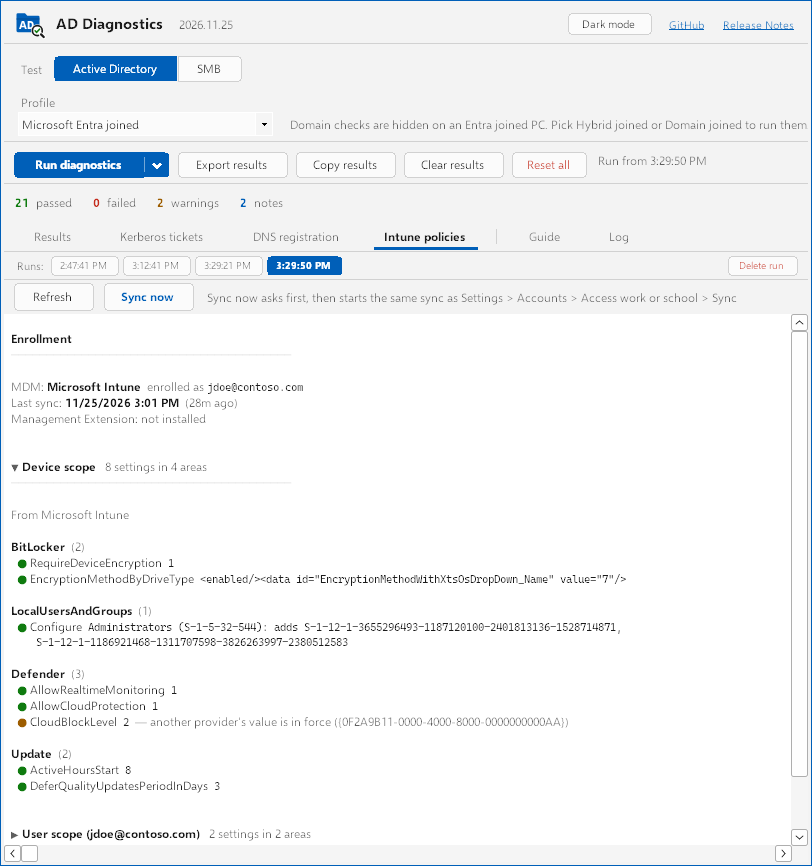 AD
AD Diagnostics 2026.11.25 Dark mode GitHub Release Notes
Test Active Directory SMB
Profile
Microsoft Entra joined Domain checks are hidden on an Entra joined PC. Pick Hybrid joined or Domain joined to run them
Run diagnostics Export results Copy results Clear results Reset all Run from 3:29:50 PM
21 passed 0 failed 2 warnings 2 notes
Results Kerberos tickets DNS registration Intune policies Guide Log
Runs: 2:47:41 PM 3:12:41 PM 3:29:21 PM 3:29:50 PM Delete run
Refresh Sync now Sync now asks first, then starts the same sync as Settings > Accounts > Access work or school > Sync
Enrollment
MDM: Microsoft Intune enrolled as jdoe@contoso.com
Last sync: 11/25/2026 3:01 PM (28m ago)
Management Extension: not installed
▼ Device scope 8 settings in 4 areas
From Microsoft Intune
BitLocker (2)
RequireDeviceEncryption 1
EncryptionMethodByDriveType <enabled/><data id="EncryptionMethodWithXtsOsDropDown_Name" value="7"/>
LocalUsersAndGroups (1)
Configure Administrators (S-1-5-32-544): adds S-1-12-1-3655296493-1187120100-2401813136-1528714871,
S-1-12-1-1186921468-1311707598-3826263997-2380512583
Defender (3)
AllowRealtimeMonitoring 1
AllowCloudProtection 1
CloudBlockLevel 2 — another provider's value is in force ({0F2A9B11-0000-4000-8000-0000000000AA})
Update (2)
ActiveHoursStart 8
DeferQualityUpdatesPeriodInDays 3
▶ User scope (jdoe@contoso.com) 2 settings in 2 areas